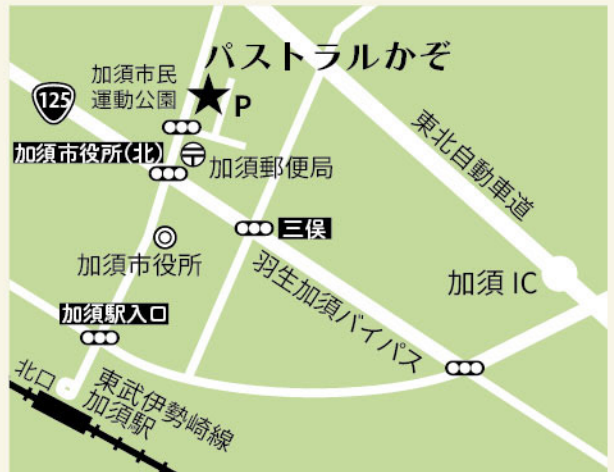 パストラルかぞ
加須市民
運動公園
125
P
加須市役所(北)
加須郵便局
東北自動車道
三俣
加須市役所
加須 IC
羽生加須バイパス
加須駅入口
北口
東武伊勢崎線
加須駅